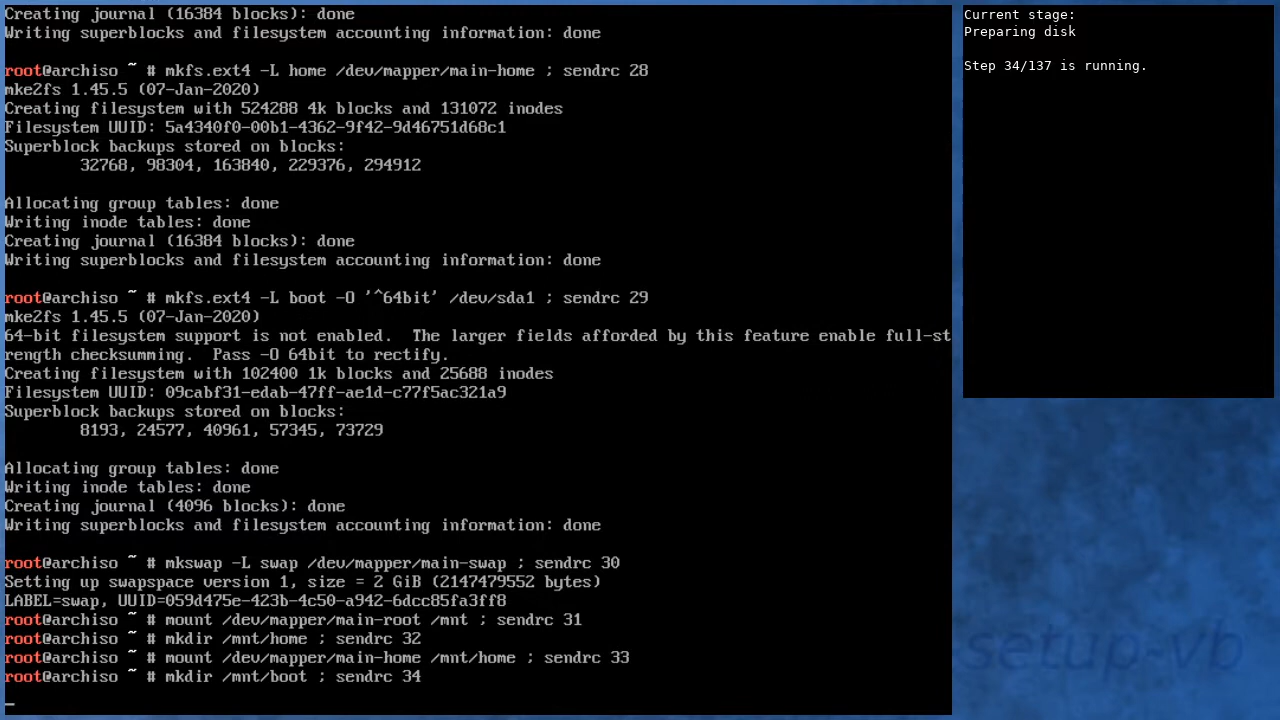 Creating journal (16384 blocks): done
Writing superblocks and filesystem accounting information: done
root@archiso ~ # mkfs.ext4 -L home /dev/mapper/main-home ; sendrc 28
mke2fs 1.45.5 (07-Jan-2020)
Creating filesystem with 524288 4k blocks and 131072 inodes
Filesystem UUID: 5a4340f0-00b1-4362-9f42-9d46751d68c1
Superblock backups stored on blocks:
        32768, 98304, 163840, 229376, 294912
Allocating group tables: done
Writing inode tables: done
Creating journal (16384 blocks): done
Writing superblocks and filesystem accounting information: done
root@archiso ~ # mkfs.ext4 -L boot -O '^64bit' /dev/sda1 ; sendrc 29
mke2fs 1.45.5 (07-Jan-2020)
64-bit filesystem support is not enabled.  The larger fields afforded by this feature enable full-st
rength checksumming.  Pass -O 64bit to rectify.
Creating filesystem with 102400 1k blocks and 25688 inodes
Filesystem UUID: 09cabf31-edab-47ff-ae1d-c77f5ac321a9
Superblock backups stored on blocks:
        8193, 24577, 40961, 57345, 73729
Allocating group tables: done
Writing inode tables: done
Creating journal (4096 blocks): done
Writing superblocks and filesystem accounting information: done
root@archiso ~ # mkswap -L swap /dev/mapper/main-swap ; sendrc 30
Setting up swapspace version 1, size = 2 GiB (2147479552 bytes)
LABEL=swap, UUID=059d475e-423b-4c50-a942-6dcc85fa3ff8
root@archiso ~ # mount /dev/mapper/main-root /mnt ; sendrc 31
root@archiso ~ # mkdir /mnt/home ; sendrc 32
root@archiso ~ # mount /dev/mapper/main-home /mnt/home ; sendrc 33
root@archiso ~ # mkdir /mnt/boot ; sendrc 34
Current stage:
Preparing disk
Step 34/137 is running.
setup-vb